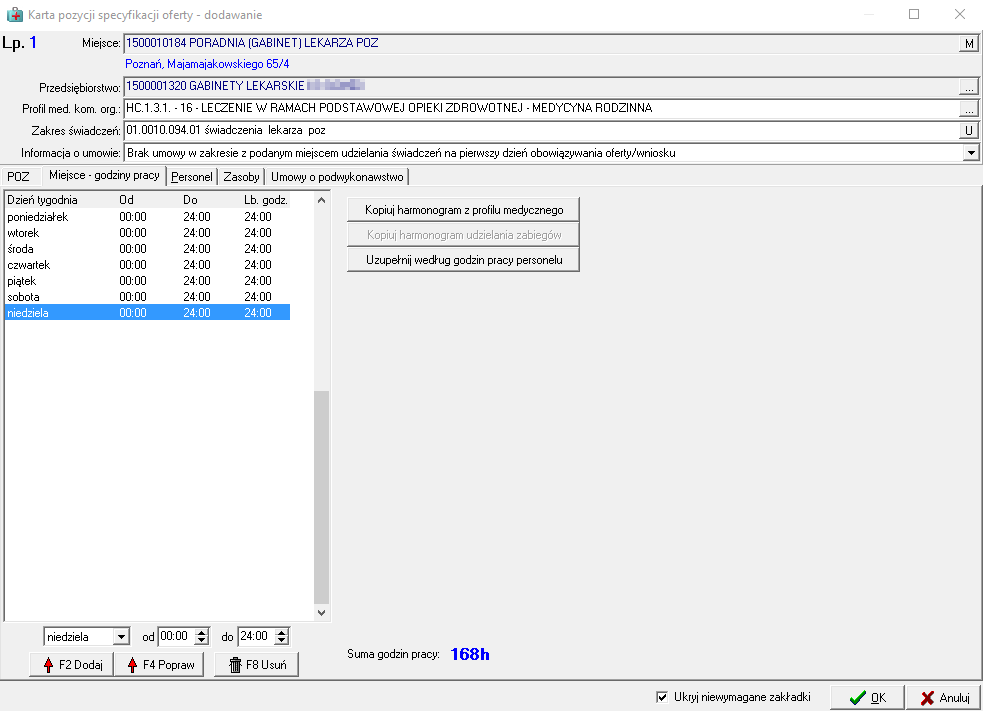 Karta pozycji specyfikacji oferty - dodawanie
Lp. 1
Miejsce: 1500010184 PORADNIA (GABINET) LEKARZA POZ M
Poznań, Majamajakowskiego 65/4
Przedsiębiorstwo: 1500001320 GABINETY LEKARSKIE ...
Profil med. kom. org.: HC.1.3.1. - 16 - LECZENIE W RAMACH PODSTAWOWEJ OPIEKI ZDROWOTNEJ - MEDYCYNA RODZINNA ...
Zakres świadczeń: 01.0010.094.01 świadczenia lekarza poz U
Informacja o umowie: Brak umowy w zakresie z podanym miejscem udzielania świadczeń na pierwszy dzień obowiązywania oferty/wniosku
POZ Miejsce - godziny pracy Personel Zasoby Umowy o podwykonawstwo
Dzień tygodnia Od Do Lb. godz.
poniedziałek 00:00 24:00 24:00
wtorek 00:00 24:00 24:00
środa 00:00 24:00 24:00
czwartek 00:00 24:00 24:00
piątek 00:00 24:00 24:00
sobota 00:00 24:00 24:00
niedziela 00:00 24:00 24:00
Kopiuj harmonogram z profilu medycznego
Kopiuj harmonogram udzielania zabiegów
Uzupełnij według godzin pracy personelu
niedziela od 00:00 do 24:00
F2 Dodaj F4 Popraw F8 Usuń
Suma godzin pracy: 168h
Ukryj niewymagane zakładki OK Anuluj